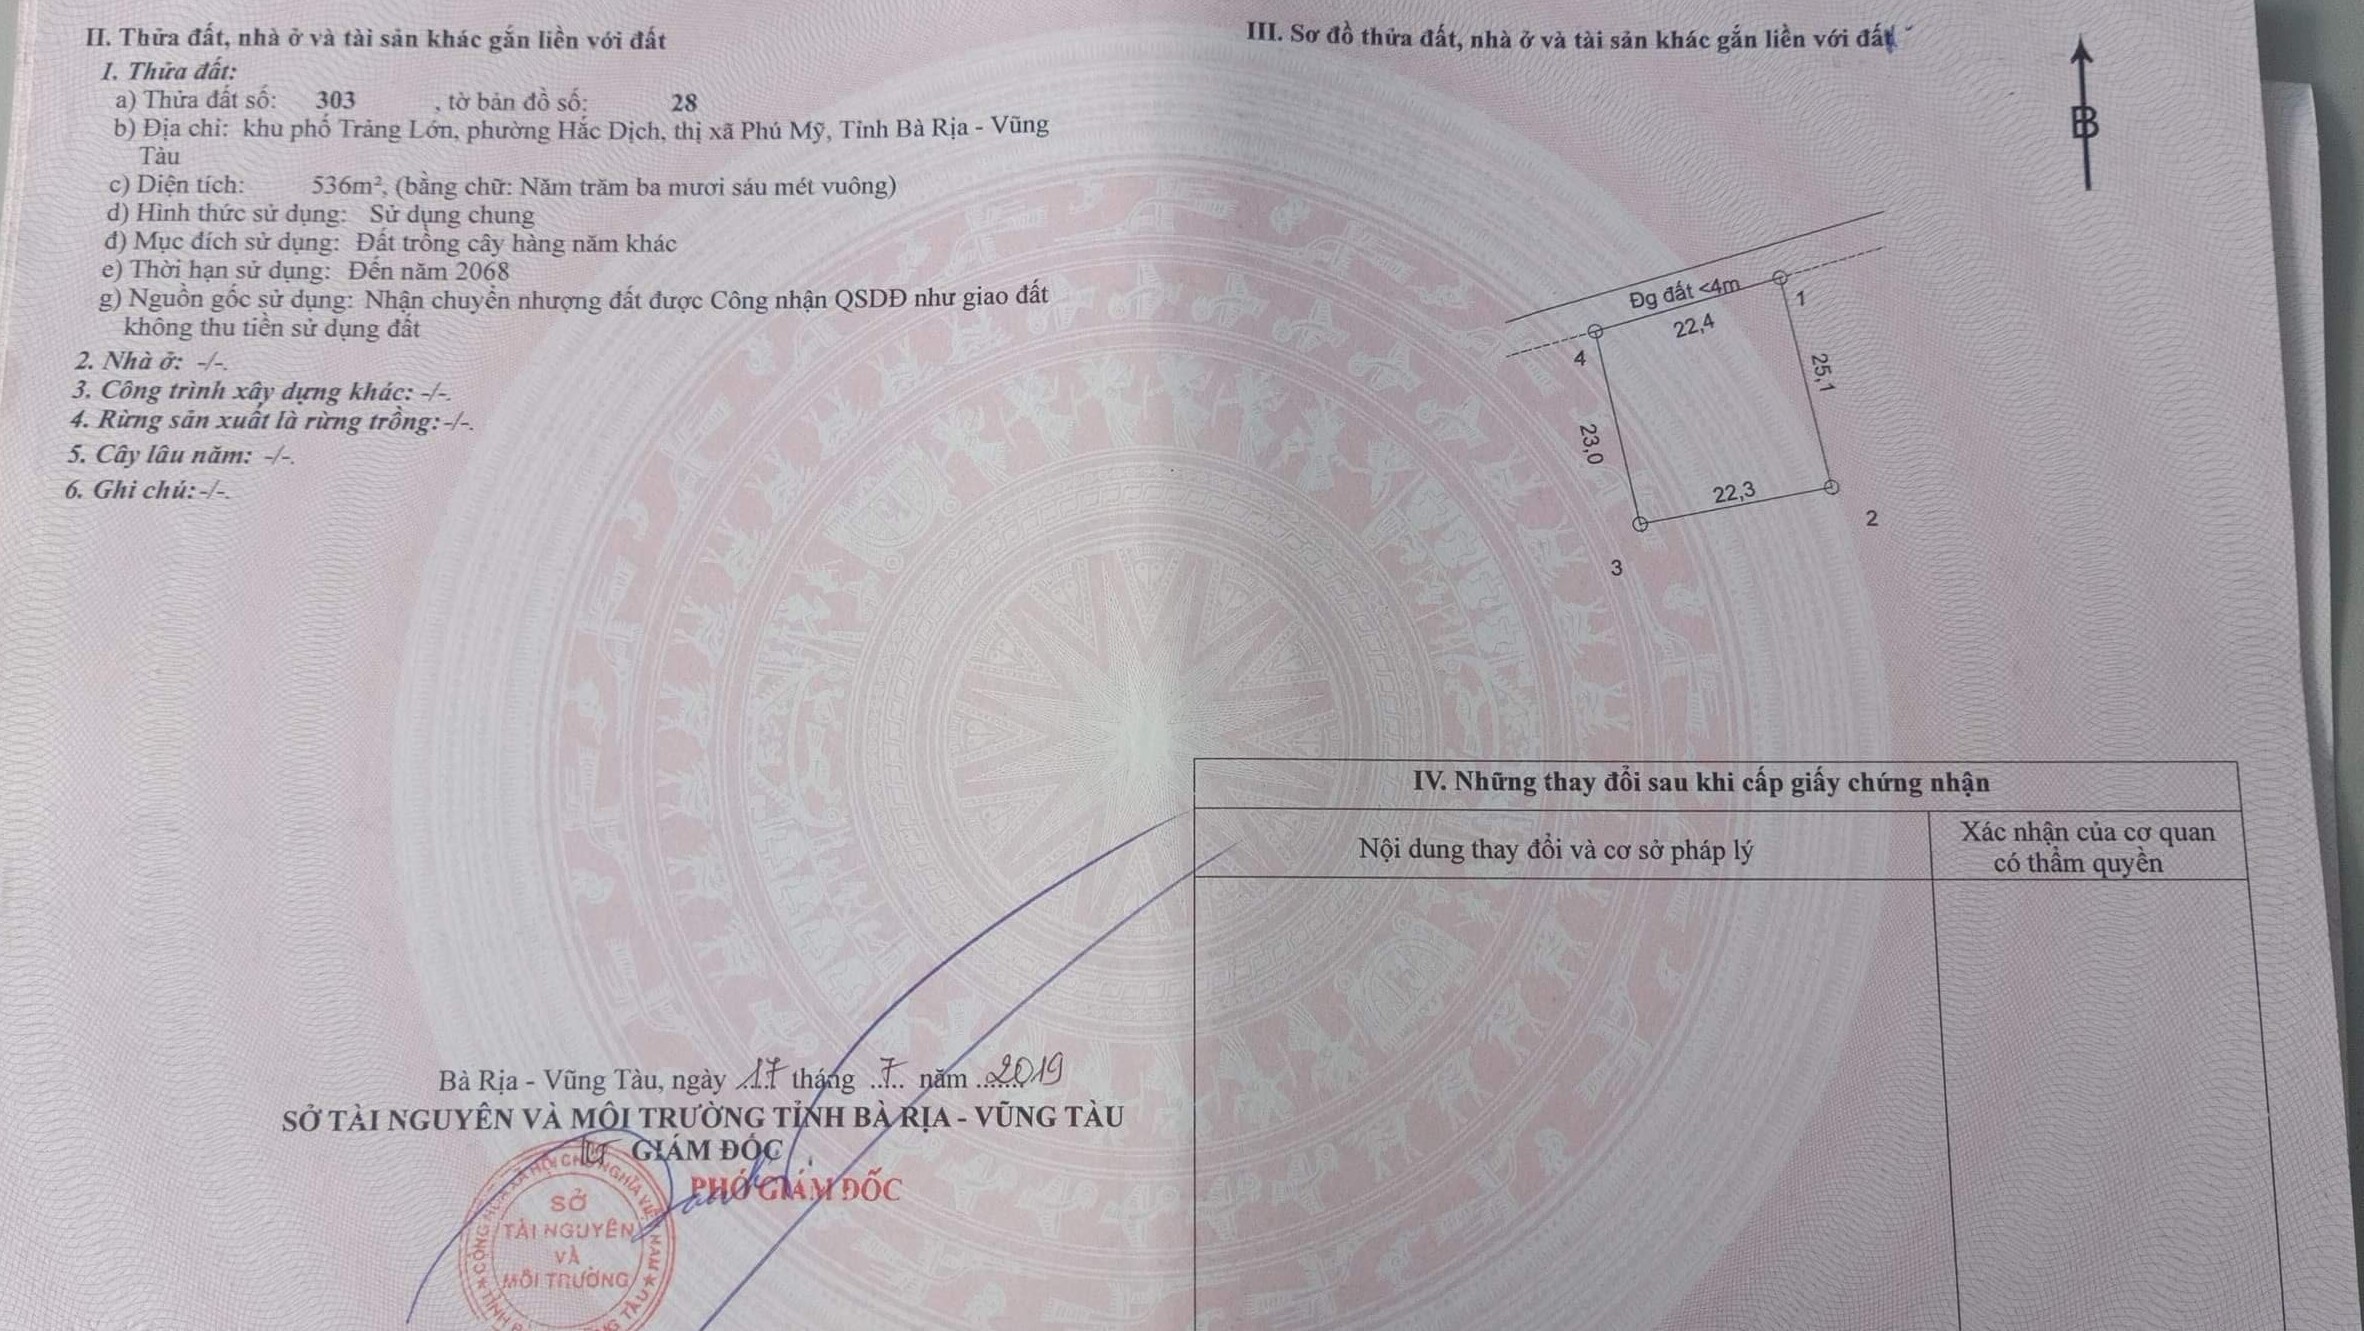 II. Thửa đất, nhà ở và tài sản khác gắn liền với đất
1. Thửa đất:
a) Thửa đất số: 303 , tờ bản đồ số: 28
b) Địa chỉ: khu phố Trảng Lớn, phường Hắc Dịch, thị xã Phú Mỹ, Tỉnh Bà Rịa - Vũng
Tàu
c) Diện tích: 536m², (bằng chữ: Năm trăm ba mươi sáu mét vuông)
d) Hình thức sử dụng: Sử dụng chung
đ) Mục đích sử dụng: Đất trồng cây hàng năm khác
e) Thời hạn sử dụng: Đến năm 2068
g) Nguồn gốc sử dụng: Nhận chuyển nhượng đất được Công nhận QSDĐ như giao đất
không thu tiền sử dụng đất
2. Nhà ở: -/-.
3. Công trình xây dựng khác: -/-.
4. Rừng sản xuất là rừng trồng: -/-.
5. Cây lâu năm: -/-.
6. Ghi chú: -/-.
Bà Rịa - Vũng Tàu, ngày 17 tháng 7 năm 2019
SỞ TÀI NGUYÊN VÀ MÔI TRƯỜNG TỈNH BÀ RỊA - VŨNG TÀU
GIÁM ĐỐC
PHÓ GIÁM ĐỐC
CỘNG HÒA XÃ HỘI CHỦ NGHĨA VIỆT NAM
SỞ
TÀI NGUYÊN
VÀ
MÔI TRƯỜNG
III. Sơ đồ thửa đất, nhà ở và tài sản khác gắn liền với đất
B
Đg đất <4m
1
22,4
4
25,1
23,0
22,3
2
3
IV. Những thay đổi sau khi cấp giấy chứng nhận
Nội dung thay đổi và cơ sở pháp lý
Xác nhận của cơ quan
có thẩm quyền